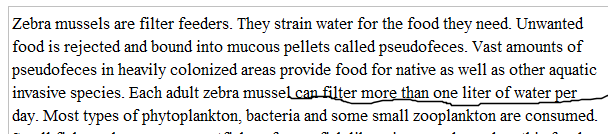 Zebra mussels are filter feeders. They strain water for the food they need. Unwanted
food is rejected and bound into mucous pellets called pseudofeces. Vast amounts of
pseudofeces in heavily colonized areas provide food for native as well as other aquatic
invasive species. Each adult zebra mussel can filter more than one liter of water per
day. Most types of phytoplankton, bacteria and some small zooplankton are consumed.